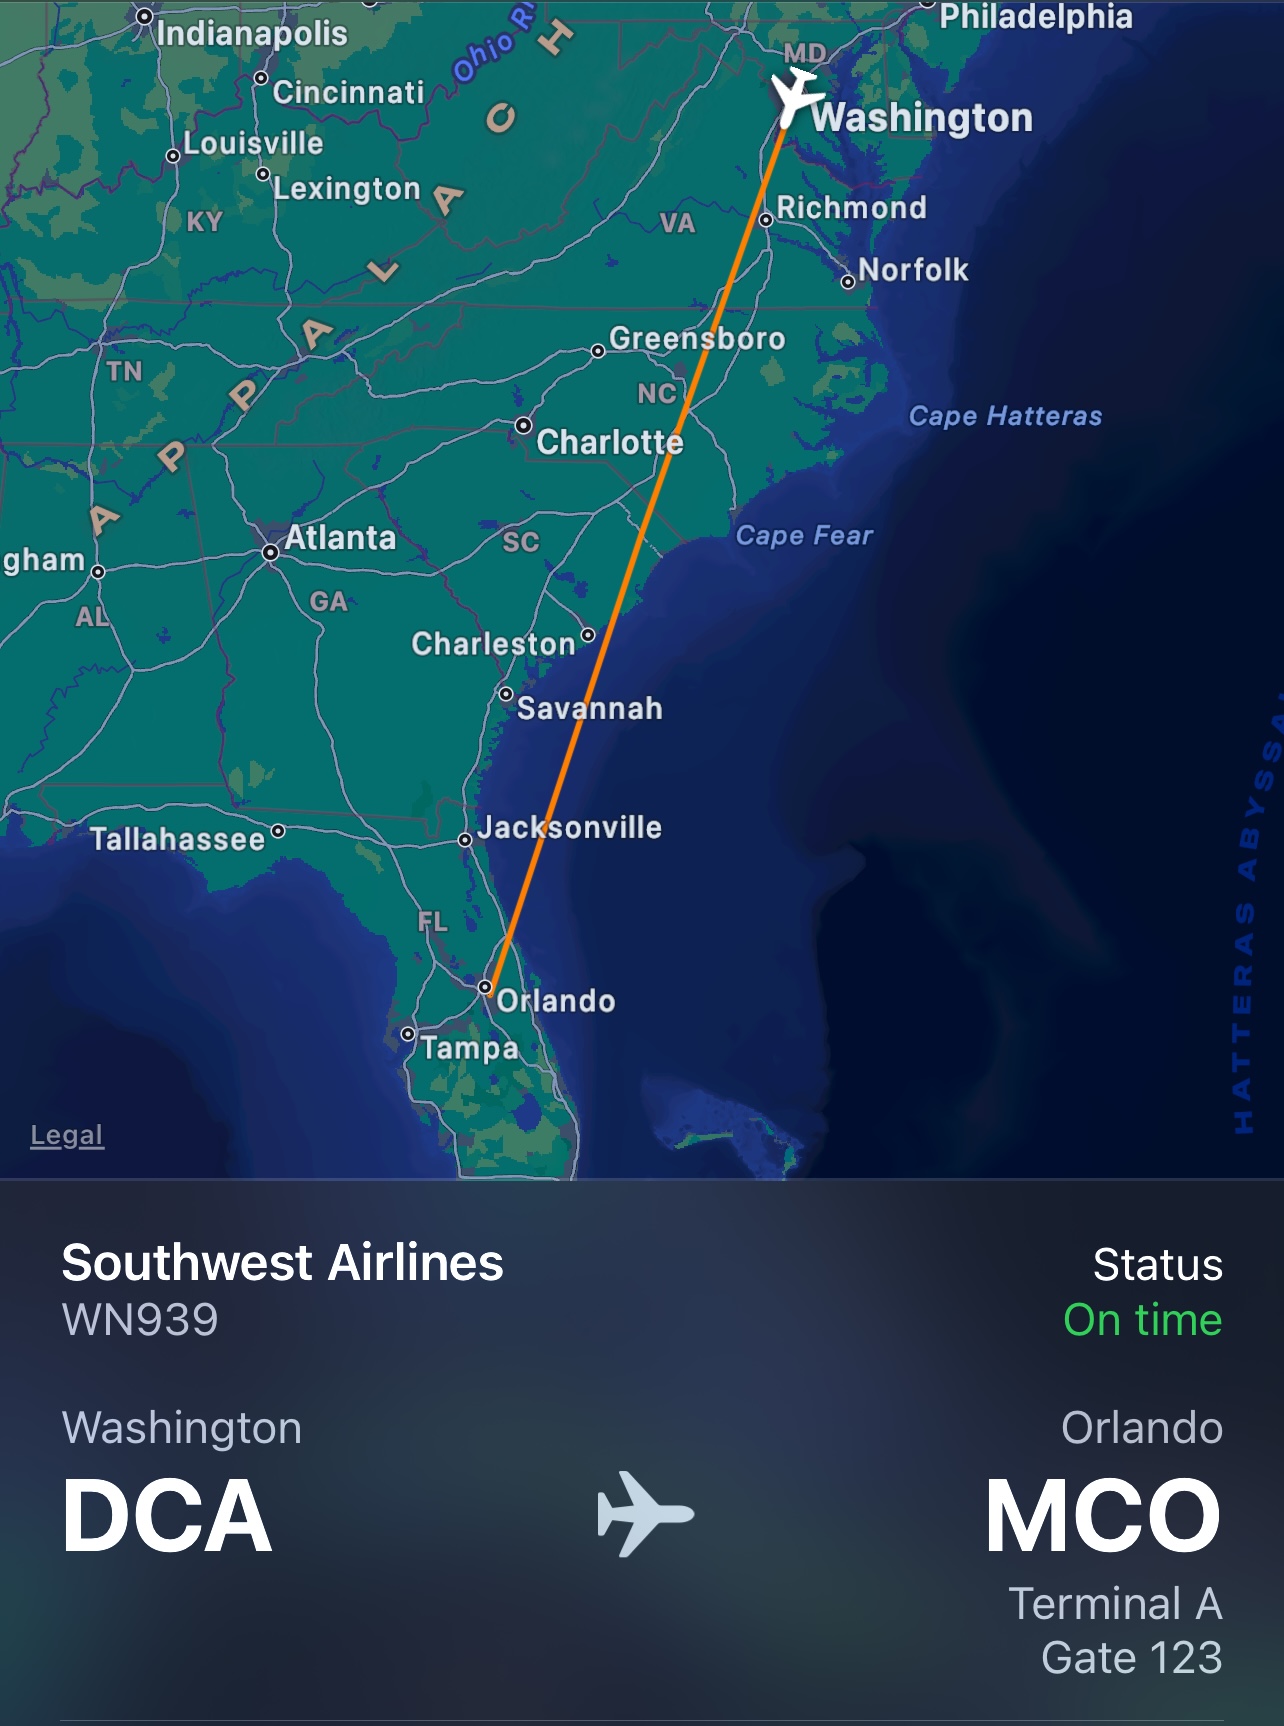 Philadelphia
Indianapolis
Ohio Ri
H
MD
Cincinnati
C
Washington
Louisville
Lexington
A
Richmond
KY
VA
L
Norfolk
A
Greensboro
TN
P
NC
Cape Hatteras
Charlotte
P
A
Atlanta
Cape Fear
SC
gham
GA
AL
Charleston
Savannah
Jacksonville
Tallahassee
HATTERAS ABYSSA
FL
Orlando
Tampa
Legal
Southwest Airlines
Status
WN939
On time
Washington
Orlando
DCA
MCO
Terminal A
Gate 123